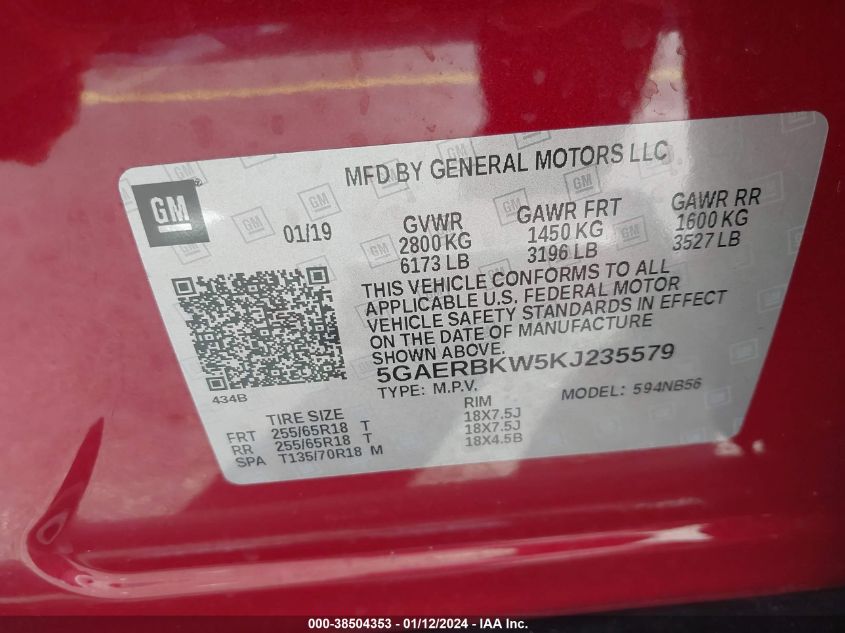 MFD BY GENERAL MOTORS LLC
GM
01/19
GVWR GAWR FRT GAWR RR
2800 KG 1450 KG 1600 KG
6173 LB 3196 LB 3527 LB
THIS VEHICLE CONFORMS TO ALL
APPLICABLE U.S. FEDERAL MOTOR
VEHICLE SAFETY STANDARDS IN EFFECT
ON THE DATE OF MANUFACTURE
SHOWN ABOVE.
5GAERBKW5KJ235579
434B
TYPE: M.P.V. MODEL: 594NB56
TIRE SIZE RIM
FRT 255/65R18 T 18X7.5J
RR 255/65R18 T 18X7.5J
SPA T135/70R18 M 18X4.5B
000-38504353 - 01/12/2024 - IAA Inc.